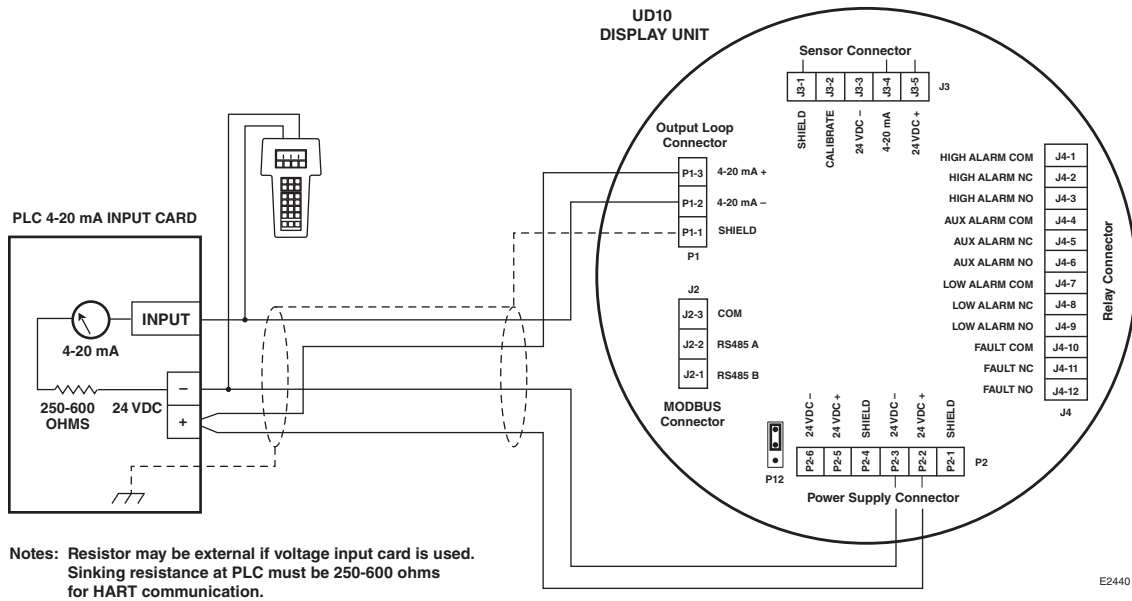 UD10
DISPLAY UNIT
Sensor Connector
J3-1
J3-2
J3-3
J3-4
J3-5
J3
SHIELD
CALIBRATE
24 VDC –
4-20 mA
24 VDC +
Output Loop
Connector
P1-3 4-20 mA +
P1-2 4-20 mA –
P1-1 SHIELD
P1
J2
J2-3 COM
J2-2 RS485 A
J2-1 RS485 B
MODBUS
Connector
HIGH ALARM COM J4-1
HIGH ALARM NC J4-2
HIGH ALARM NO J4-3
AUX ALARM COM J4-4
AUX ALARM NC J4-5
AUX ALARM NO J4-6
LOW ALARM COM J4-7
LOW ALARM NC J4-8
LOW ALARM NO J4-9
FAULT COM J4-10
FAULT NC J4-11
FAULT NO J4-12
J4
Relay Connector
PLC 4-20 mA INPUT CARD
INPUT
4-20 mA
–
24 VDC
+
250-600
OHMS
P12
24 VDC –
24 VDC +
SHIELD
24 VDC –
24 VDC +
SHIELD
P2-6
P2-5
P2-4
P2-3
P2-2
P2-1
P2
Power Supply Connector
Notes: Resistor may be external if voltage input card is used.
Sinking resistance at PLC must be 250-600 ohms
for HART communication.
E2440